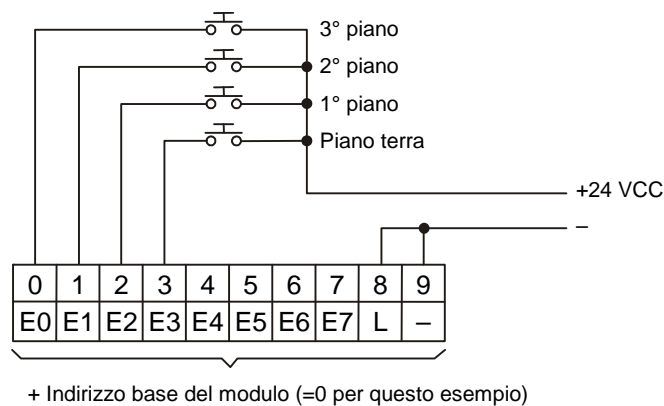 3° piano
2° piano
1° piano
Piano terra
+24 VCC
–
0 1 2 3 4 5 6 7 8 9
E0 E1 E2 E3 E4 E5 E6 E7 L –
+ Indirizzo base del modulo (=0 per questo esempio)